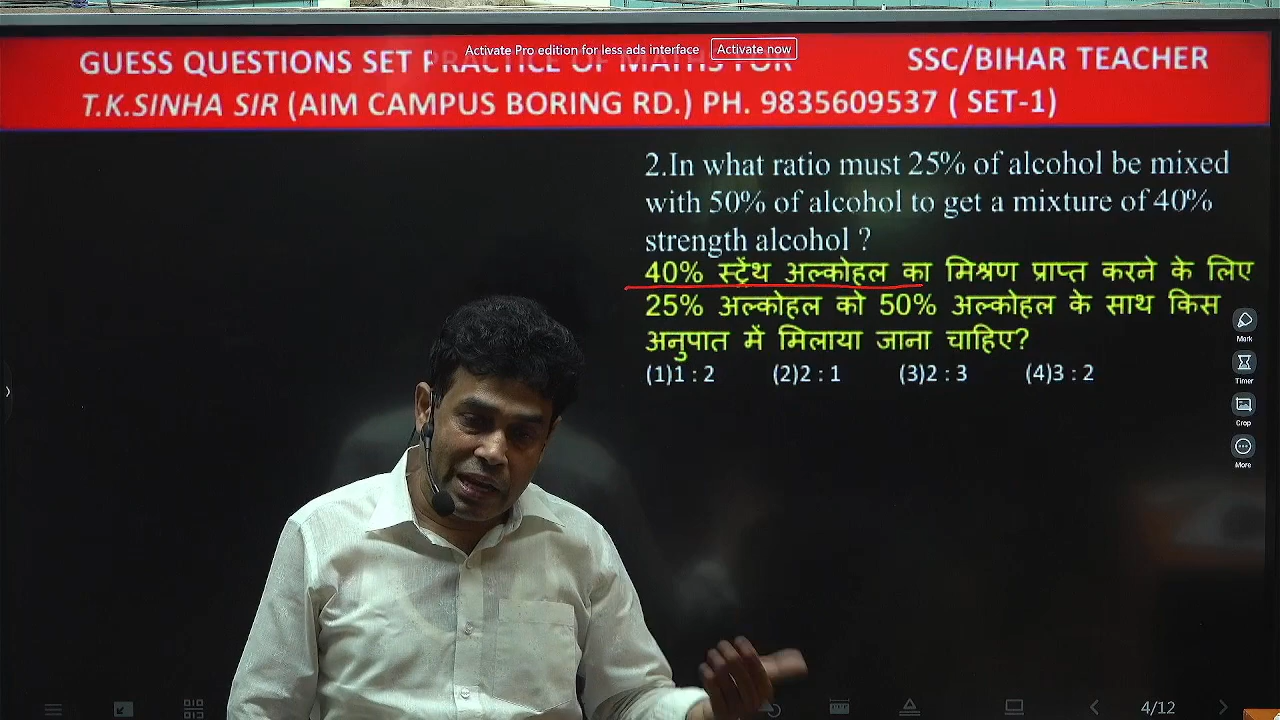 Activate Pro edition for less ads interface Activate now
GUESS QUESTIONS SET PRACTICE OF MATHS FOR SSC/BIHAR TEACHER
T.K.SINHA SIR (AIM CAMPUS BORING RD.) PH. 9835609537 ( SET-1)
2.In what ratio must 25% of alcohol be mixed
with 50% of alcohol to get a mixture of 40%
strength alcohol ?
40% स्ट्रेंथ अल्कोहल का मिश्रण प्राप्त करने के लिए
25% अल्कोहल को 50% अल्कोहल के साथ किस
अनुपात में मिलाया जाना चाहिए?
(1)1 : 2 (2)2 : 1 (3)2 : 3 (4)3 : 2
Mark
Timer
Crop
More
4/12